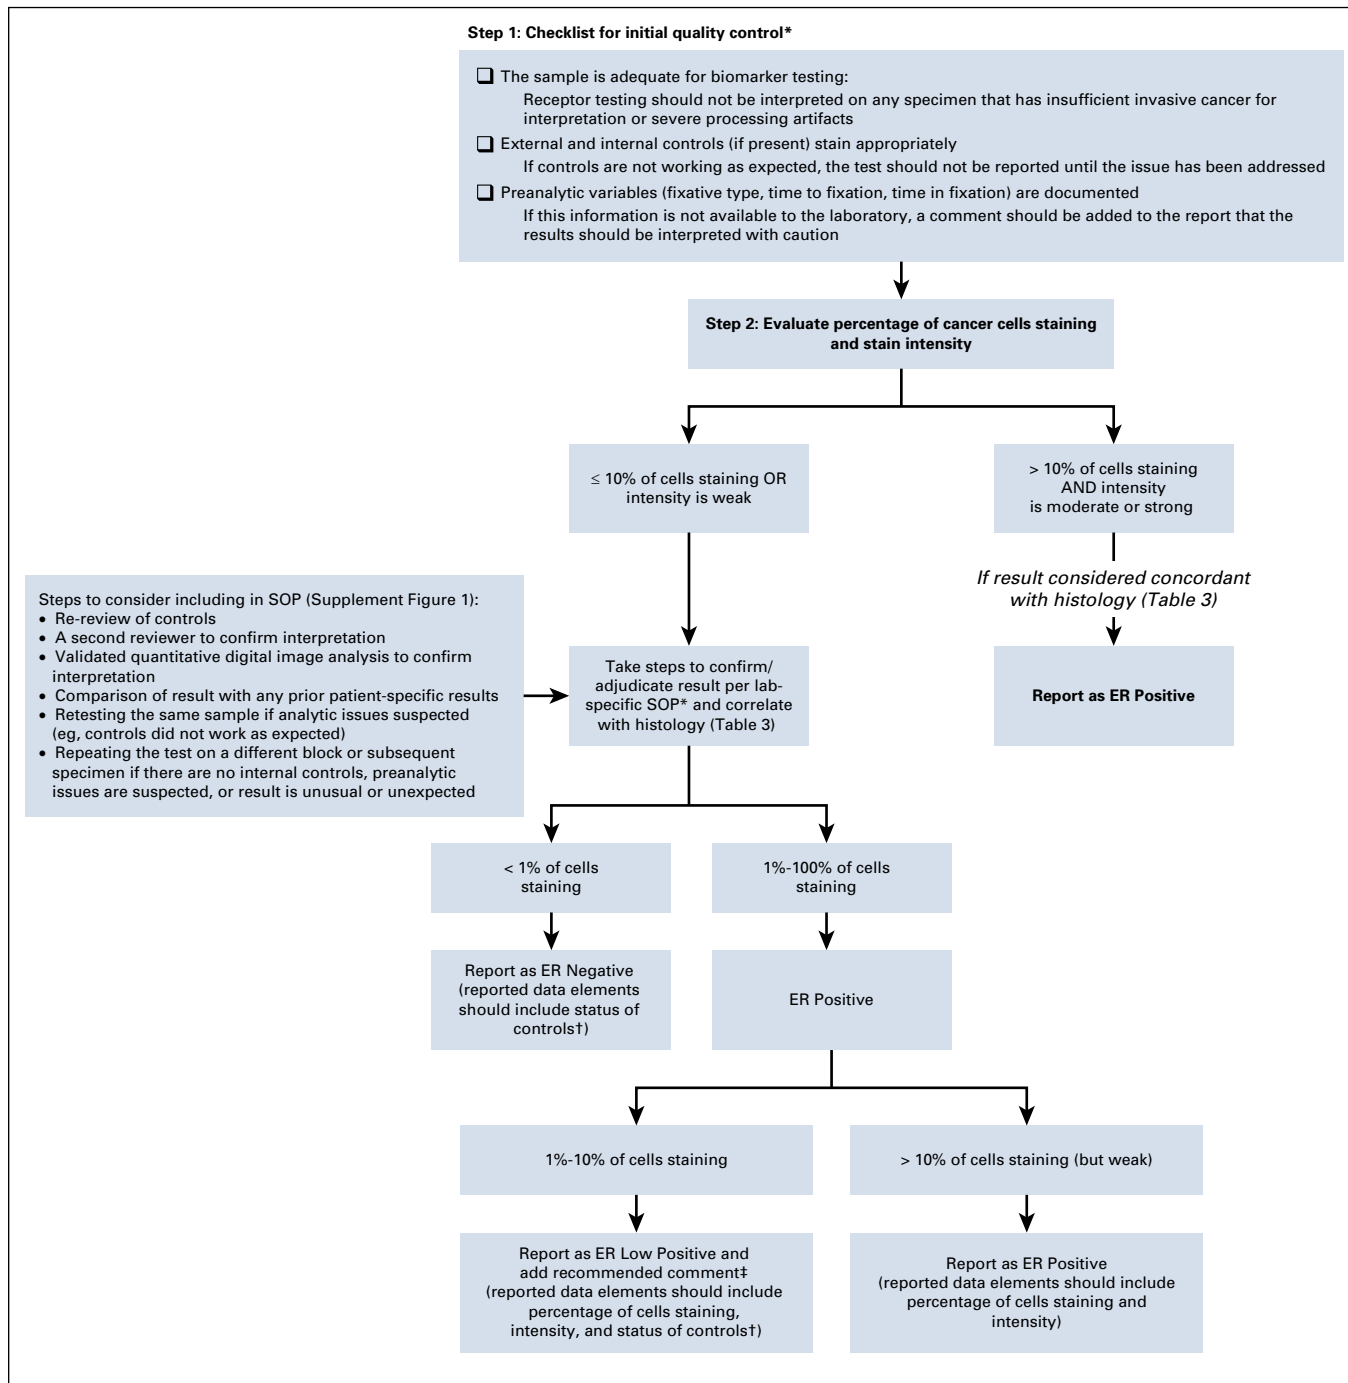 Step 1: Checklist for initial quality control*
❑ The sample is adequate for biomarker testing:
Receptor testing should not be interpreted on any specimen that has insufficient invasive cancer for
interpretation or severe processing artifacts
❑ External and internal controls (if present) stain appropriately
If controls are not working as expected, the test should not be reported until the issue has been addressed
❑ Preanalytic variables (fixative type, time to fixation, time in fixation) are documented
If this information is not available to the laboratory, a comment should be added to the report that the
results should be interpreted with caution
Step 2: Evaluate percentage of cancer cells staining
and stain intensity
≤ 10% of cells staining OR
intensity is weak
> 10% of cells staining
AND intensity
is moderate or strong
If result considered concordant
with histology (Table 3)
Steps to consider including in SOP (Supplement Figure 1):
• Re-review of controls
• A second reviewer to confirm interpretation
• Validated quantitative digital image analysis to confirm
interpretation
• Comparison of result with any prior patient-specific results
• Retesting the same sample if analytic issues suspected
(eg, controls did not work as expected)
• Repeating the test on a different block or subsequent
specimen if there are no internal controls, preanalytic
issues are suspected, or result is unusual or unexpected
Take steps to confirm/
adjudicate result per lab-
specific SOP* and correlate
with histology (Table 3)
Report as ER Positive
< 1% of cells
staining
1%-100% of cells
staining
Report as ER Negative
(reported data elements
should include status of
controls†)
ER Positive
1%-10% of cells staining
> 10% of cells staining (but weak)
Report as ER Low Positive and
add recommended comment‡
(reported data elements should include
percentage of cells staining,
intensity, and status of controls†)
Report as ER Positive
(reported data elements should include
percentage of cells staining and
intensity)